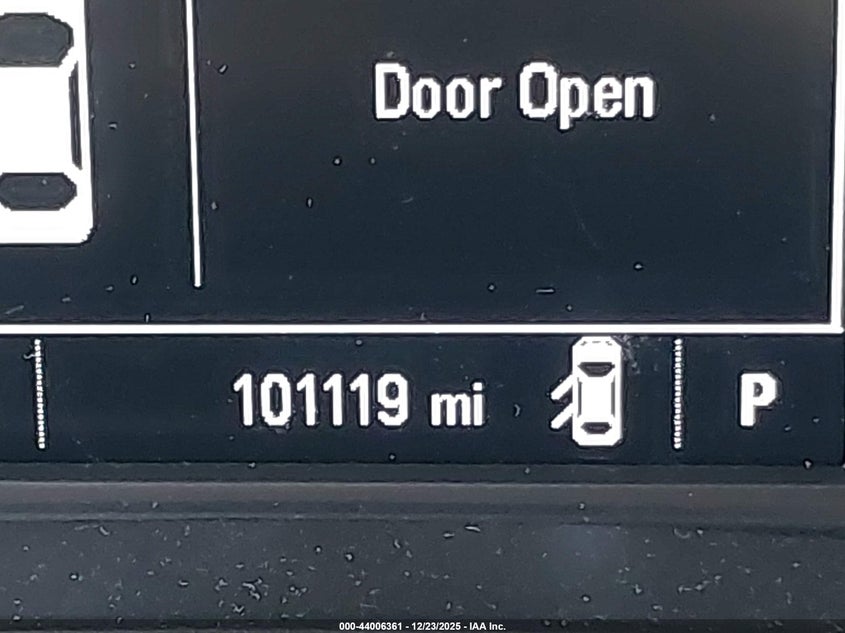 Door Open
101119 mi P
000-44006361 - 12/23/2025 - IAA Inc.